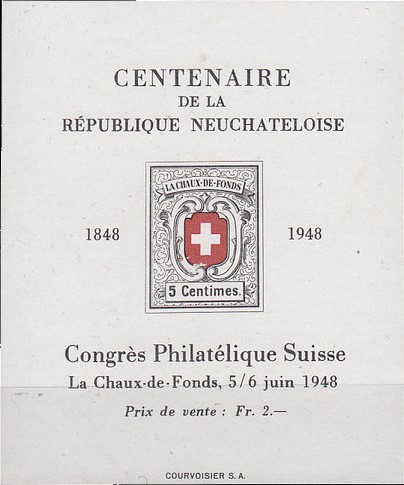 CENTENAIRE
DE LA
RÉPUBLIQUE NEUCHATELOISE
LA CHAUX-DE-FONDS
1848 1948
5 Centimes.
Congrès Philatélique Suisse
La Chaux-de-Fonds, 5/6 juin 1948
Prix de vente : Fr. 2.—
COURVOISIER S. A.